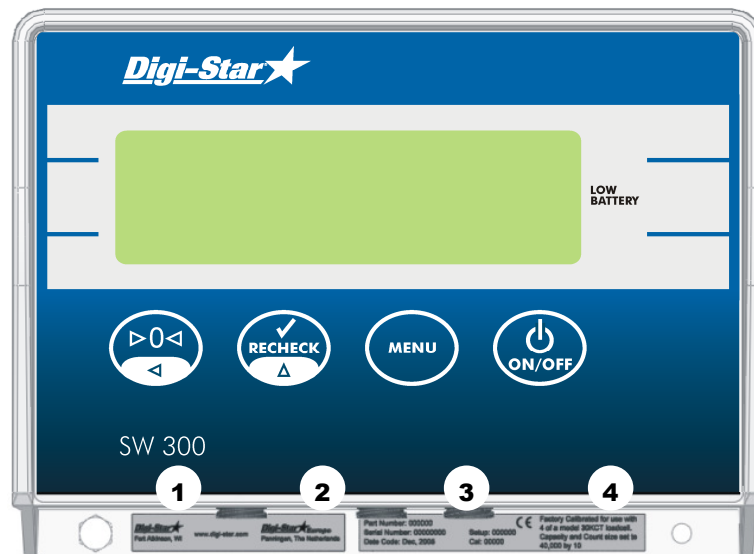 Digi-Star
LOW
BATTERY
▷0◁
◁
RECHECK
△
MENU
ON/OFF
SW 300
1
2
3
4
Digi-Star
Fort Atkinson, WI
www.digi-star.com
Digi-Star Europe
Panningen, The Netherlands
Part Number: 000000
Serial Number: 00000000
Date Code: Dec, 2008
Setup: 000000
Cal: 00000
CE
Factory Calibrated for use with
4 of a model 30KCT loadcell.
Capacity and Count size set to
40,000 by 10